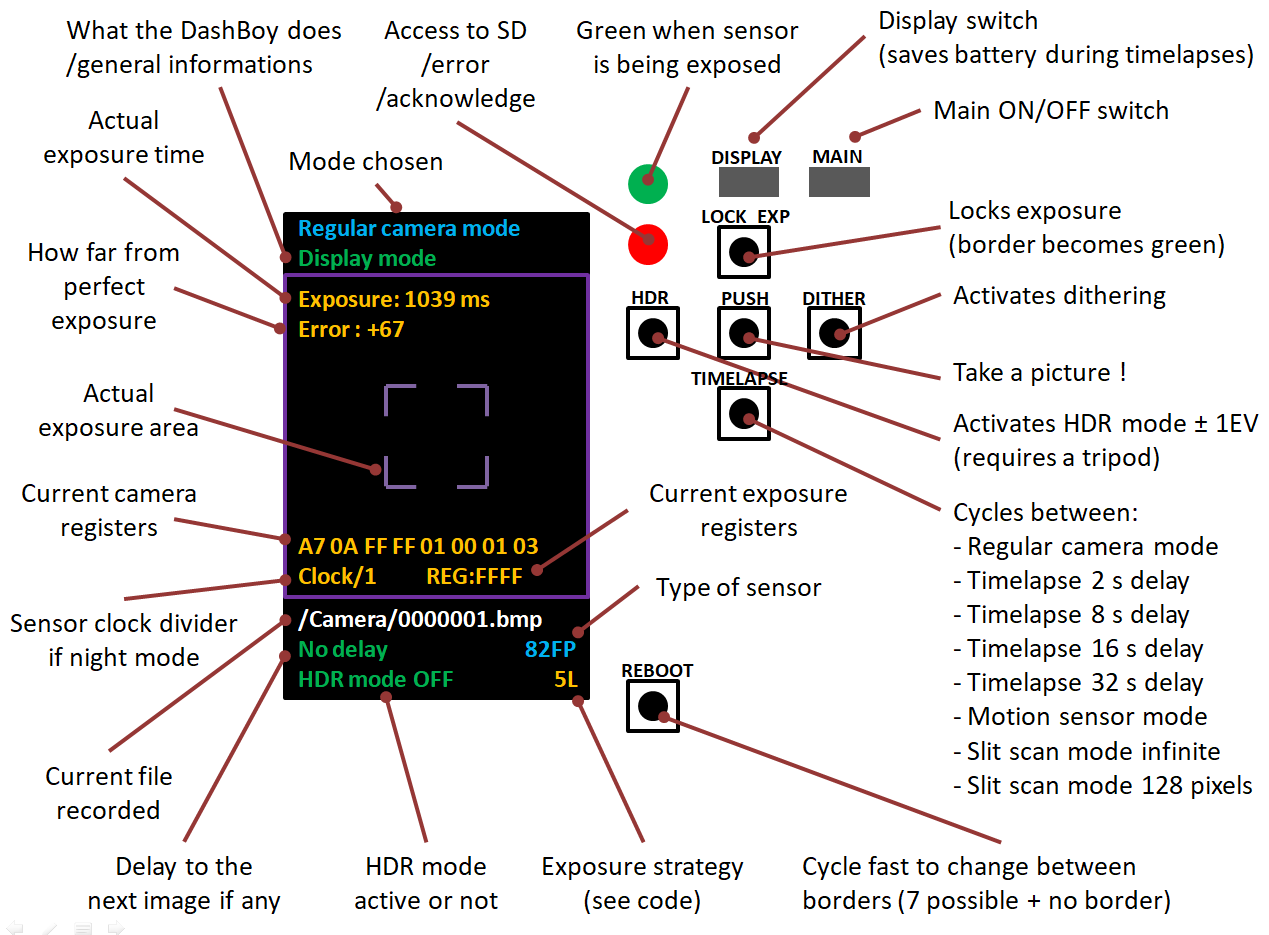 What the DashBoy does
/general informations
Access to SD
/error
/acknowledge
Green when sensor
is being exposed
Display switch
(saves battery during timelapses)
Actual
exposure time
Mode chosen
Main ON/OFF switch
DISPLAY
MAIN
How far from
perfect
exposure
Regular camera mode
Display mode
LOCK EXP
Locks exposure
(border becomes green)
Exposure: 1039 ms
Error : +67
HDR
PUSH
DITHER
Activates dithering
TIMELAPSE
Take a picture !
Actual
exposure area
Activates HDR mode ± 1EV
(requires a tripod)
Current camera
registers
Current exposure
registers
A7 0A FF FF 01 00 01 03
Clock/1
REG:FFFF
Cycles between:
- Regular camera mode
- Timelapse 2 s delay
- Timelapse 8 s delay
- Timelapse 16 s delay
- Timelapse 32 s delay
- Motion sensor mode
- Slit scan mode infinite
- Slit scan mode 128 pixels
Type of sensor
Sensor clock divider
if night mode
/Camera/0000001.bmp
No delay
82FP
HDR mode OFF
5L
REBOOT
Current file
recorded
Delay to the
next image if any
HDR mode
active or not
Exposure strategy
(see code)
Cycle fast to change between
borders (7 possible + no border)